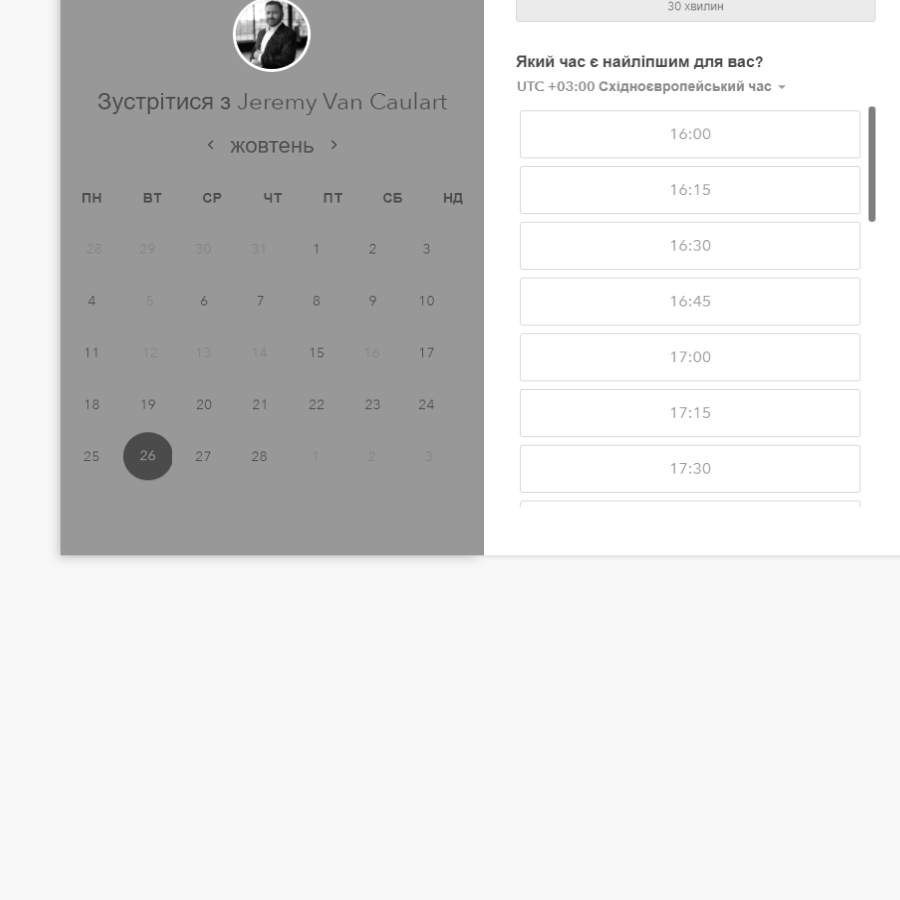 Зустрітися з Jeremy Van Caulart
жовтень
ПН ВТ СР ЧТ ПТ СБ НД
28 29 30 31 1 2 3
4 5 6 7 8 9 10
11 12 13 14 15 16 17
18 19 20 21 22 23 24
25 26 27 28 1 2 3
30 хвилин
Який час є найліпшим для вас?
UTC +03:00 Східноєвропейський час
16:00
16:15
16:30
16:45
17:00
17:15
17:30